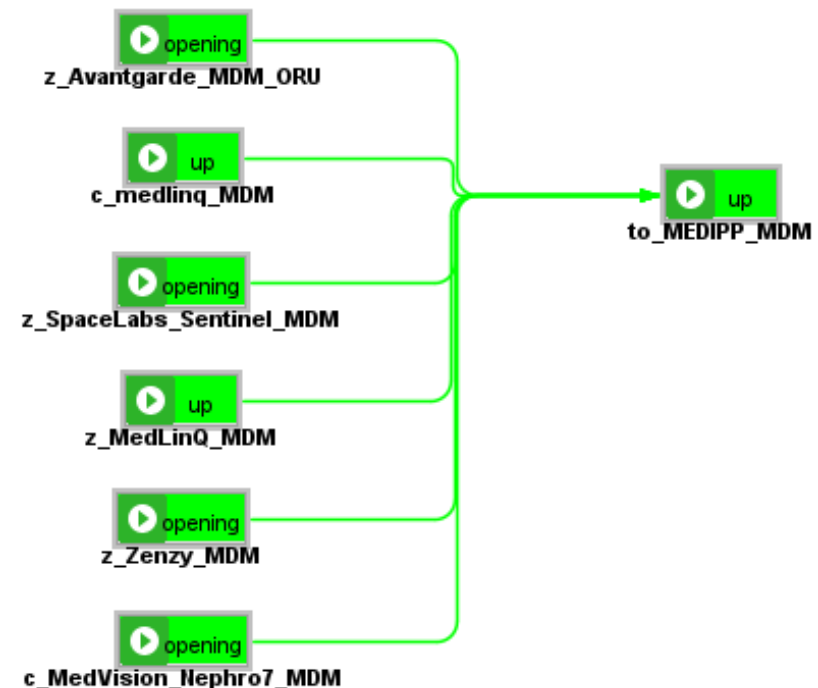 opening
z_Avantgarde_MDM_ORU
up
c_medlinq_MDM
up
to_MEDIPP_MDM
opening
z_SpaceLabs_Sentinel_MDM
up
z_MedLinQ_MDM
opening
z_Zenzy_MDM
opening
c_MedVision_Nephro7_MDM